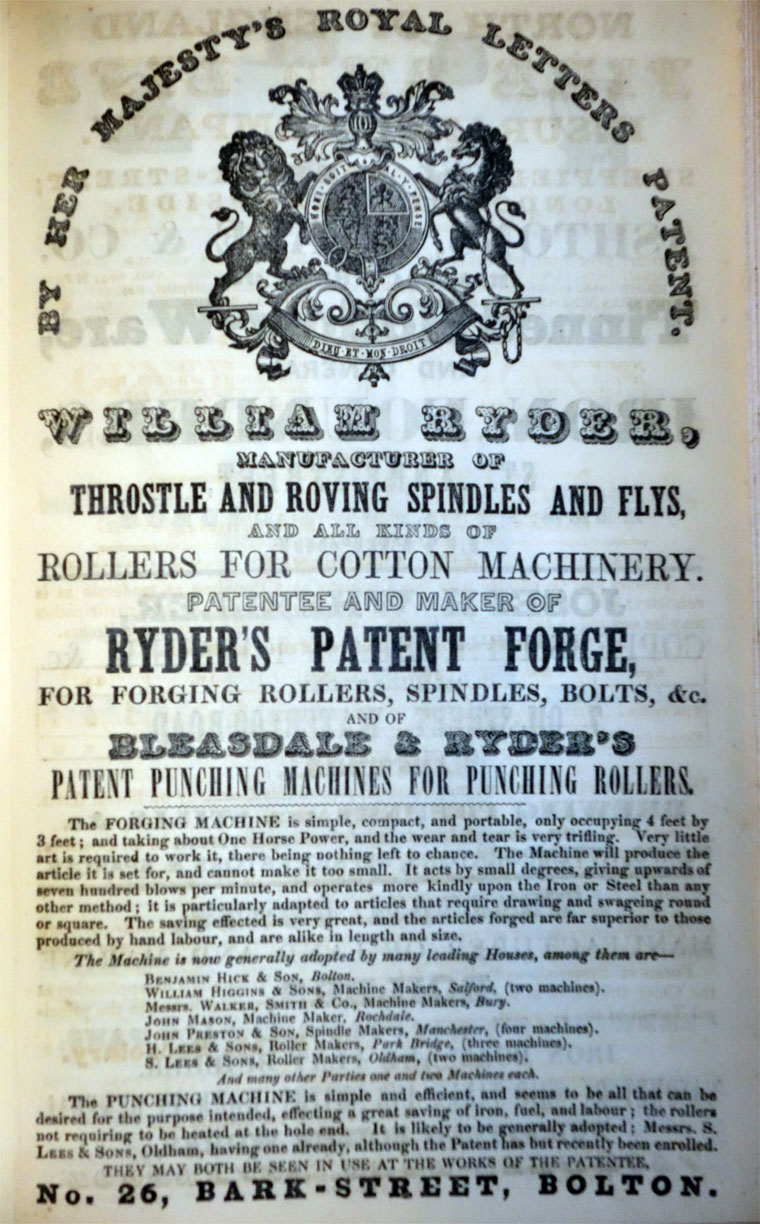 BY HER MAJESTY'S ROYAL LETTERS PATENT.
HONI SOIT QUI MAL Y PENSE
DIEU·ET·MON·DROIT
WILLIAM RYDER,
MANUFACTURER OF
THROSTLE AND ROVING SPINDLES AND FLYS,
AND ALL KINDS OF
ROLLERS FOR COTTON MACHINERY.
PATENTEE AND MAKER OF
RYDER'S PATENT FORGE,
FOR FORGING ROLLERS, SPINDLES, BOLTS, &c.
AND OF
BLEASDALE & RYDER'S
PATENT PUNCHING MACHINES FOR PUNCHING ROLLERS.
The FORGING MACHINE is simple, compact, and portable, only occupying 4 feet by
3 feet; and taking about One Horse Power, and the wear and tear is very trifling. Very little
art is required to work it, there being nothing left to chance. The Machine will produce the
article it is set for, and cannot make it too small. It acts by small degrees, giving upwards of
seven hundred blows per minute, and operates more kindly upon the Iron or Steel than any
other method; it is particularly adapted to articles that require drawing and swageing round
or square. The saving effected is very great, and the articles forged are far superior to those
produced by hand labour, and are alike in length and size.
The Machine is now generally adopted by many leading Houses, among them are—
BENJAMIN HICK & SON, Bolton.
WILLIAM HIGGINS & SONS, Machine Makers, Salford, (two machines).
Messrs. WALKER, SMITH & Co., Machine Makers, Bury.
JOHN MASON, Machine Maker, Rochdale.
JOHN PRESTON & SON, Spindle Makers, Manchester, (four machines).
H. LEES & SONS, Roller Makers, Park Bridge, (three machines).
S. LEES & SONS, Roller Makers, Oldham, (two machines).
And many other Parties one and two Machines each.
The PUNCHING MACHINE is simple and efficient, and seems to be all that can be
desired for the purpose intended, effecting a great saving of iron, fuel, and labour; the rollers
not requiring to be heated at the hole end. It is likely to be generally adopted; Messrs. S.
LEES & SONS, Oldham, having one already, although the Patent has but recently been enrolled.
THEY MAY BOTH BE SEEN IN USE AT THE WORKS OF THE PATENTEE,
No. 26, BARK-STREET, BOLTON.